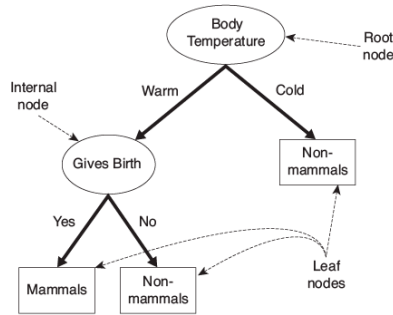 Body
Temperature
Root
node
Internal
node
Warm
Cold
Gives Birth
Non-
mammals
Yes
No
Mammals
Non-
mammals
Leaf
nodes